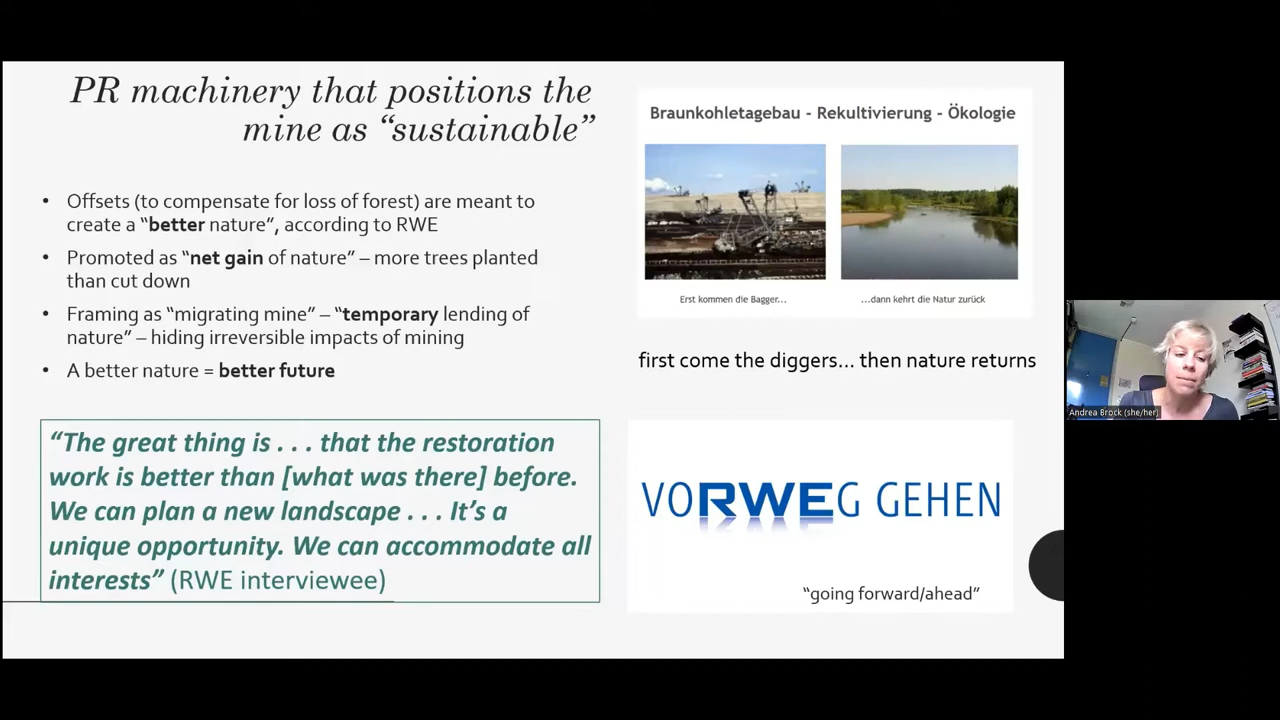 PR machinery that positions the
mine as “sustainable”
• Offsets (to compensate for loss of forest) are meant to
create a “better nature”, according to RWE
• Promoted as “net gain of nature” – more trees planted
than cut down
• Framing as “migrating mine” – “temporary lending of
nature” – hiding irreversible impacts of mining
• A better nature = better future
“The great thing is . . . that the restoration
work is better than [what was there] before.
We can plan a new landscape . . . It’s a
unique opportunity. We can accommodate all
interests” (RWE interviewee)
Braunkohletagebau - Rekultivierung - Ökologie
Erst kommen die Bagger...
...dann kehrt die Natur zurück
first come the diggers… then nature returns
VORWEG GEHEN
“going forward/ahead”
Andrea Brock (she/her)